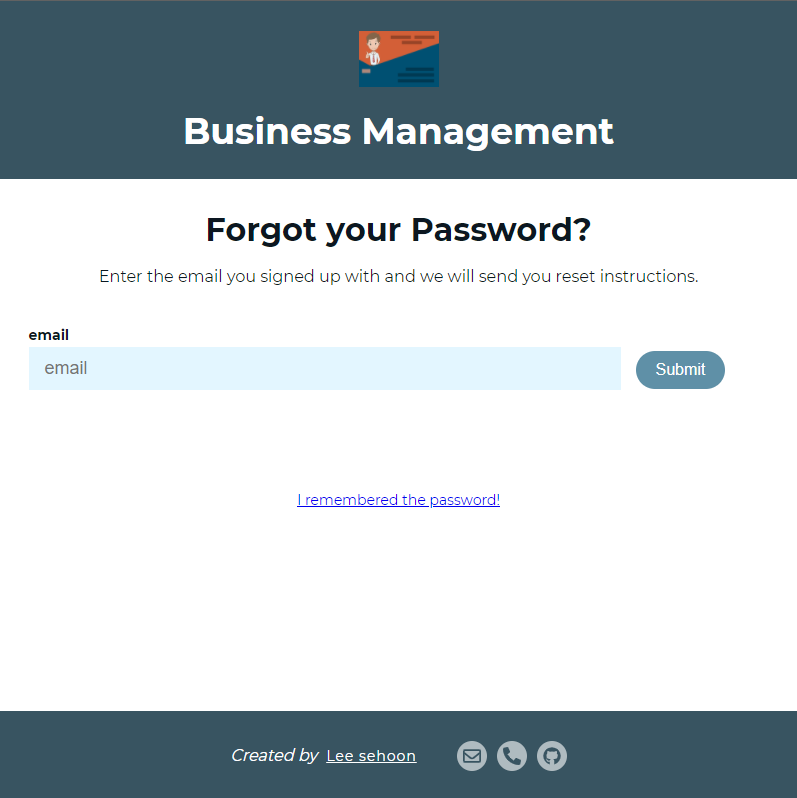 Business Management
Forgot your Password?
Enter the email you signed up with and we will send you reset instructions.
email
email
Submit
I remembered the password!
Created by Lee sehoon